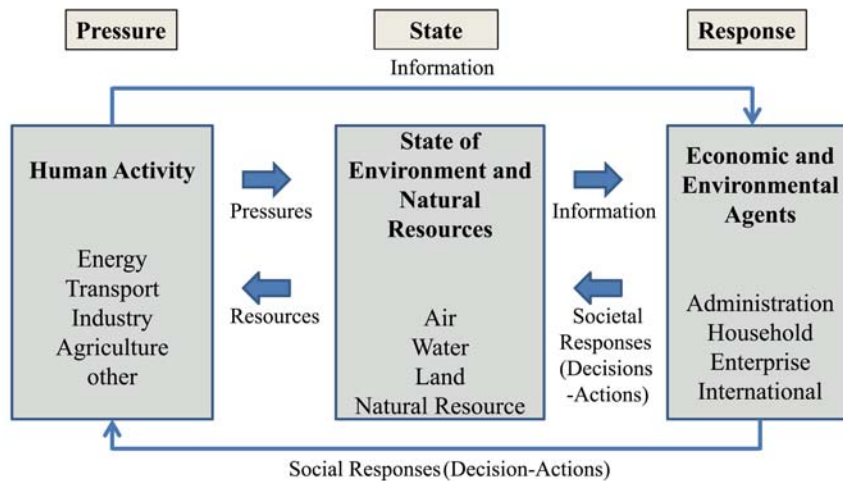 Pressure
State
Response
Information
Human Activity
Energy
Transport
Industry
Agriculture
other
Pressures
Resources
State of
Environment and
Natural
Resources
Air
Water
Land
Natural Resource
Information
Societal
Responses
(Decisions
-Actions)
Economic and
Environmental
Agents
Administration
Household
Enterprise
International
Social Responses (Decision-Actions)